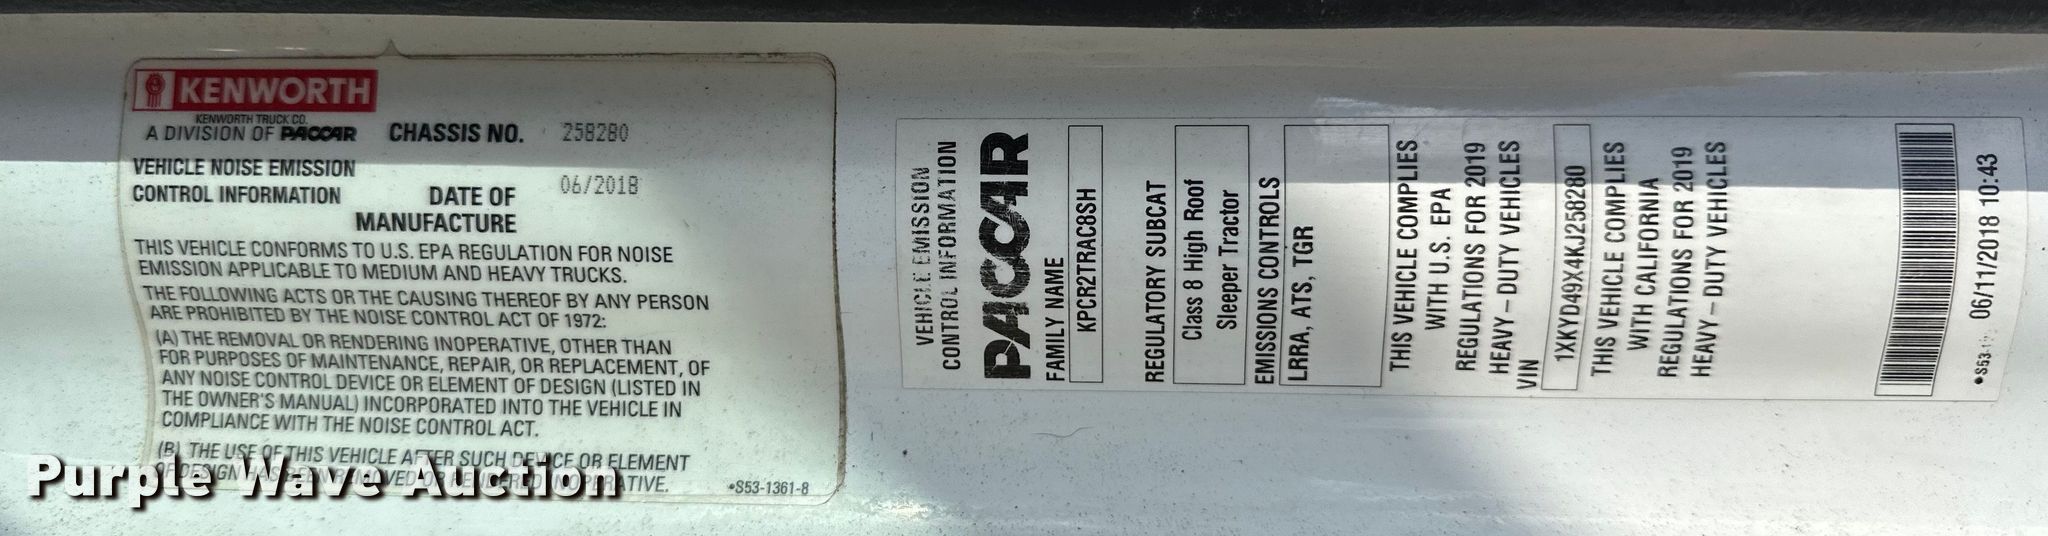 KENWORTH
KENWORTH TRUCK CO.
A DIVISION OF PACCAR
CHASSIS NO. 258280
VEHICLE NOISE EMISSION
CONTROL INFORMATION
DATE OF
MANUFACTURE
06/2018
THIS VEHICLE CONFORMS TO U.S. EPA REGULATION FOR NOISE
EMISSION APPLICABLE TO MEDIUM AND HEAVY TRUCKS.
THE FOLLOWING ACTS OR THE CAUSING THEREOF BY ANY PERSON
ARE PROHIBITED BY THE NOISE CONTROL ACT OF 1972:
(A) THE REMOVAL OR RENDERING INOPERATIVE, OTHER THAN
FOR PURPOSES OF MAINTENANCE, REPAIR, OR REPLACEMENT, OF
ANY NOISE CONTROL DEVICE OR ELEMENT OF DESIGN (LISTED IN
THE OWNER'S MANUAL) INCORPORATED INTO THE VEHICLE IN
COMPLIANCE WITH THE NOISE CONTROL ACT.
(B) THE USE OF THIS VEHICLE AFTER SUCH DEVICE OR ELEMENT
OF DESIGN HAS BEEN REMOVED OR RENDERED INOPERATIVE.
•S53-1361-8
Purple Wave Auction
VEHICLE EMISSION
CONTROL INFORMATION
PACCAR
FAMILY NAME
KPCR2TRAC8SH
REGULATORY SUBCAT
Class 8 High Roof
Sleeper Tractor
EMISSIONS CONTROLS
LRRA, ATS, TGR
THIS VEHICLE COMPLIES
WITH U.S. EPA
REGULATIONS FOR 2019
HEAVY-DUTY VEHICLES
VIN
1XKYD49X4KJ258280
THIS VEHICLE COMPLIES
WITH CALIFORNIA
REGULATIONS FOR 2019
HEAVY-DUTY VEHICLES
06/11/2018 10:43